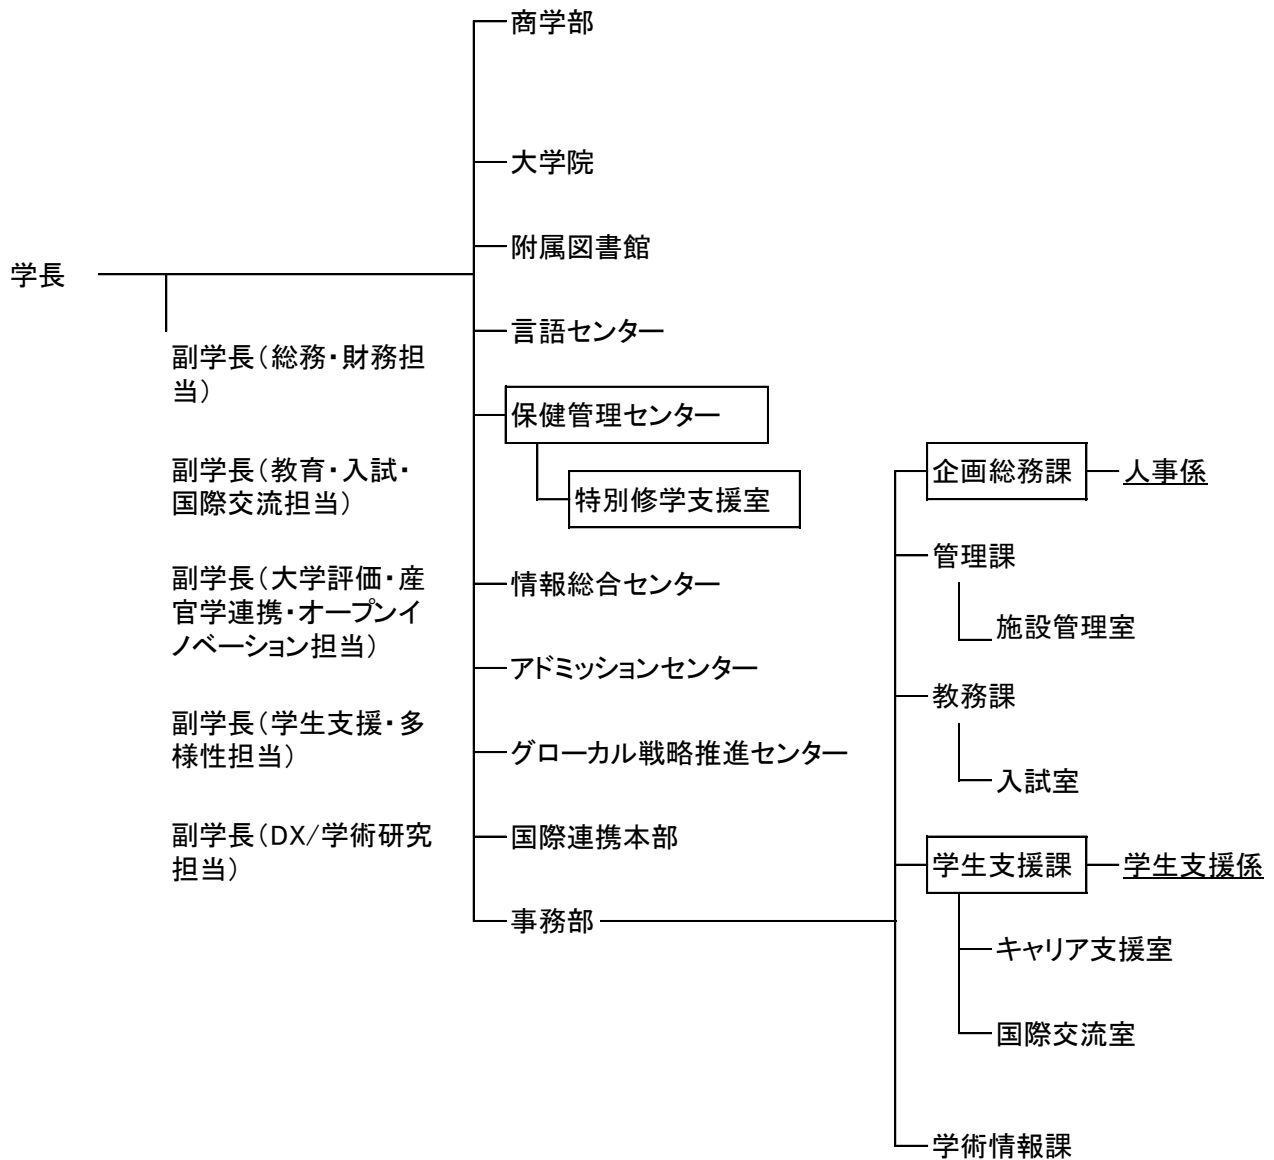 学長
副学長（総務・財務担
当）
副学長（教育・入試・
国際交流担当）
副学長（大学評価・産
官学連携・オープンイ
ノベーション担当）
副学長（学生支援・多
様性担当）
副学長（DX/学術研究
担当）
商学部
大学院
附属図書館
言語センター
保健管理センター
特別修学支援室
情報総合センター
アドミッションセンター
グローカル戦略推進センター
国際連携本部
事務部
企画総務課
人事係
管理課
施設管理室
教務課
入試室
学生支援課
学生支援係
キャリア支援室
国際交流室
学術情報課